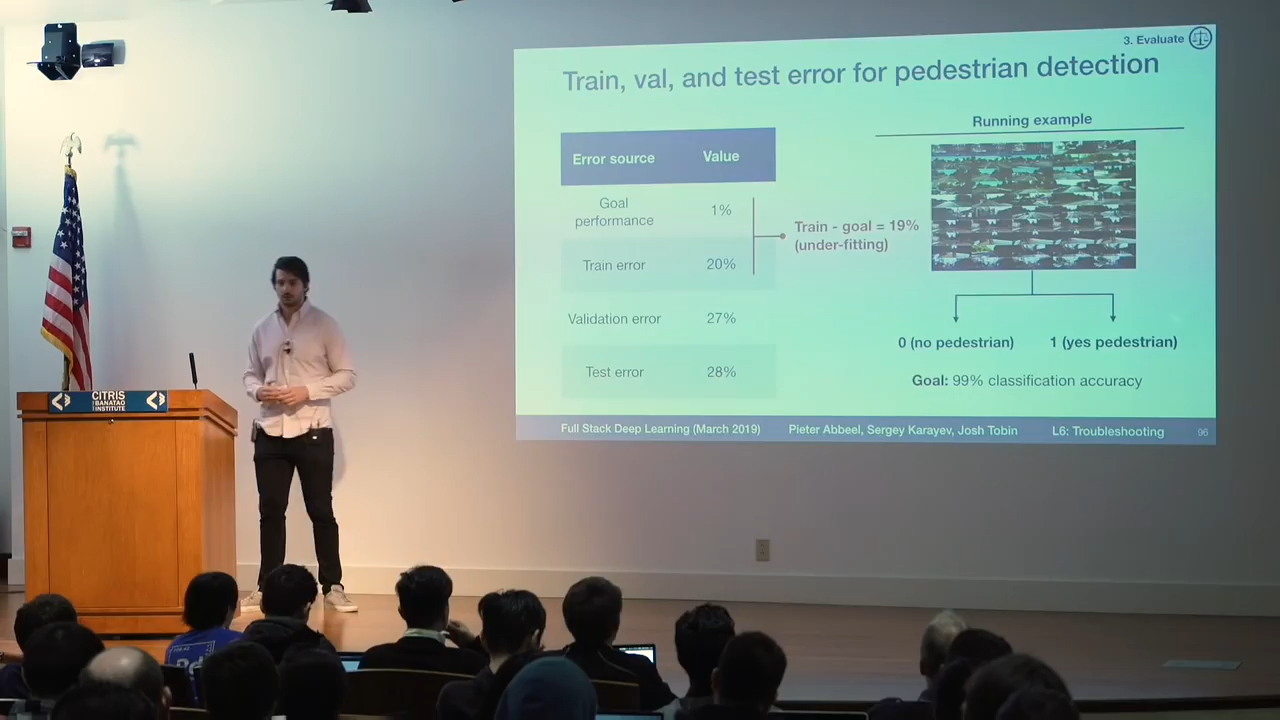 3. Evaluate
Train, val, and test error for pedestrian detection
Error source Value
Goal
performance 1%
Train error 20%
Validation error 27%
Test error 28%
Train - goal = 19%
(under-fitting)
Running example
0 (no pedestrian) 1 (yes pedestrian)
Goal: 99% classification accuracy
Full Stack Deep Learning (March 2019) Pieter Abbeel, Sergey Karayev, Josh Tobin L6: Troubleshooting 96
CITRIS
BANATAO
INSTITUTE